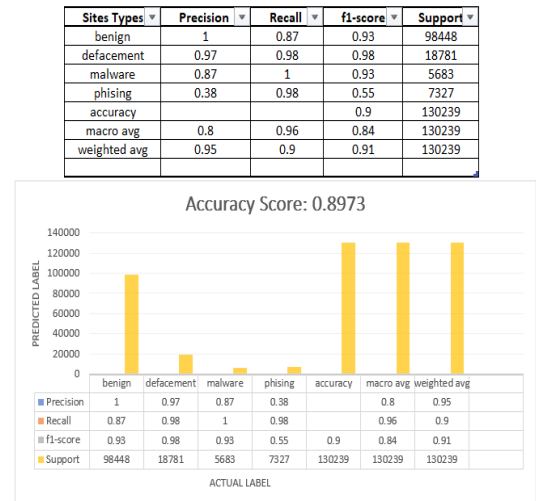 Sites Types Precision Recall f1-score Support
benign 1 0.87 0.93 98448
defacement 0.97 0.98 0.98 18781
malware 0.87 1 0.93 5683
phising 0.38 0.98 0.55 7327
accuracy 0.9 130239
macro avg 0.8 0.96 0.84 130239
weighted avg 0.95 0.9 0.91 130239
Accuracy Score: 0.8973
PREDICTED LABEL
140000
120000
100000
80000
60000
40000
20000
0
benign defacement malware phising accuracy macro avg weighted avg
Precision 1 0.97 0.87 0.38 0.8 0.95
Recall 0.87 0.98 1 0.98 0.96 0.9
f1-score 0.93 0.98 0.93 0.55 0.9 0.84 0.91
Support 98448 18781 5683 7327 130239 130239 130239
ACTUAL LABEL